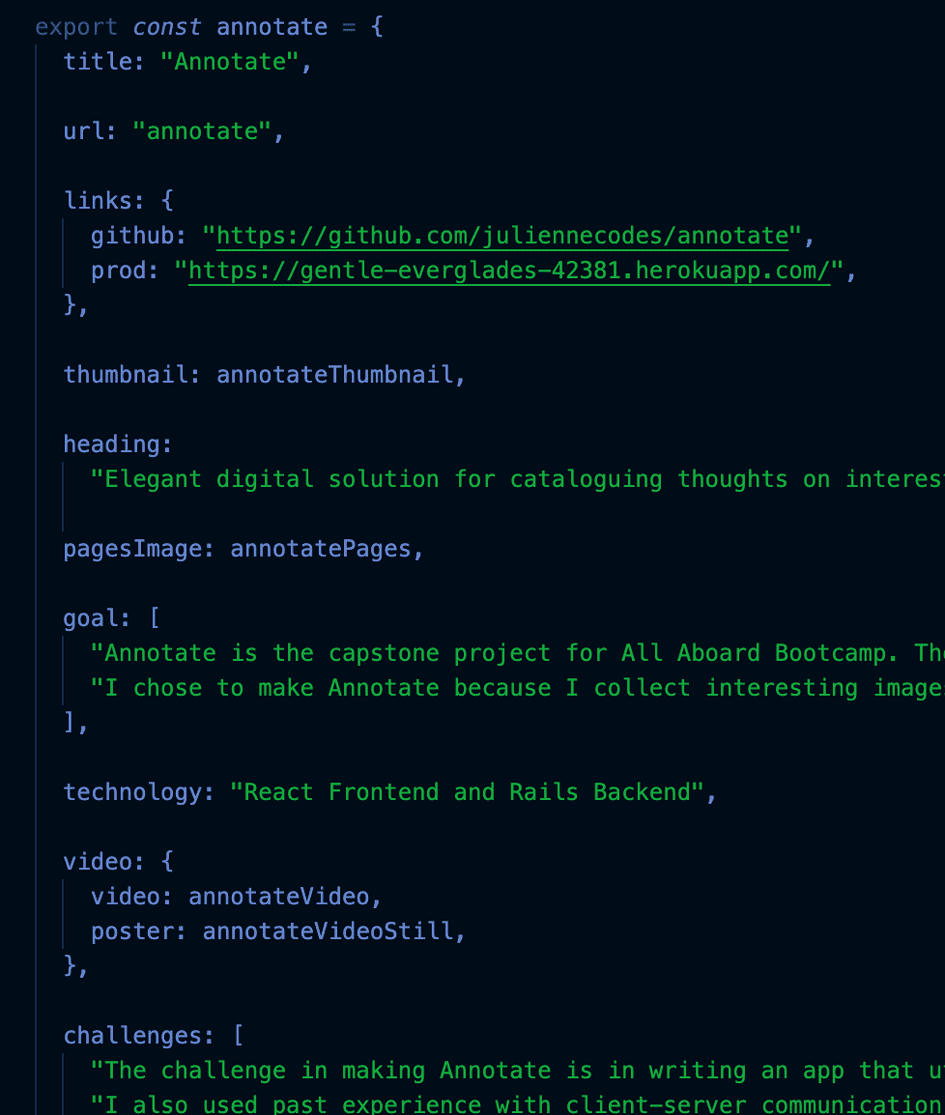 export const annotate = {
title: "Annotate",
url: "annotate",
links: {
github: "https://github.com/juliennecodes/annotate",
prod: "https://gentle-everglades-42381.herokuapp.com/",
},
thumbnail: annotateThumbnail,
heading:
"Elegant digital solution for cataloguing thoughts on
pagesImage: annotatePages,
goal: [
"Annotate is the capstone project for All Aboard Bootcamp.
"I chose to make Annotate because I collect interesting
],
technology: "React Frontend and Rails Backend",
video: {
video: annotateVideo,
poster: annotateVideoStill,
},
challenges: [
"The challenge in making Annotate is in writing an app that
"I also used past experience with client-server communication